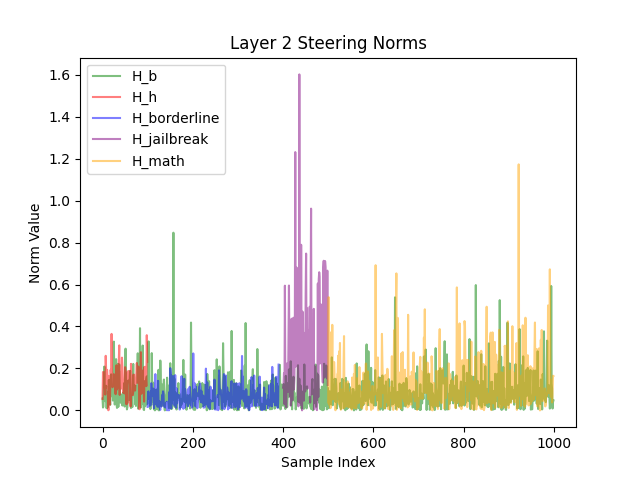 Layer 2 Steering Norms
Norm Value
1.6
1.4
1.2
1.0
0.8
0.6
0.4
0.2
0.0
H_b
H_h
H_borderline
H_jailbreak
H_math
0
200
400
600
800
1000
Sample Index